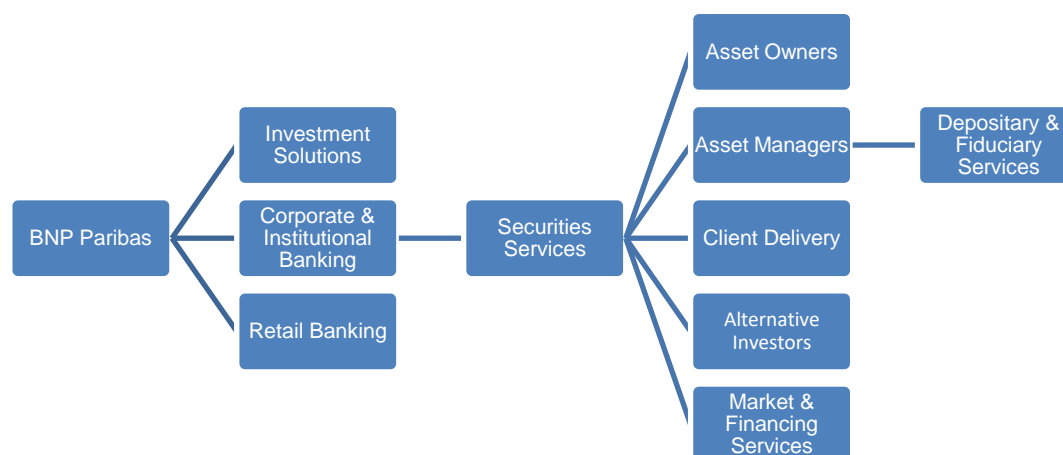 BNP Paribas
Investment
Solutions
Corporate &
Institutional
Banking
Retail Banking
Securities
Services
Asset Owners
Asset Managers
Client Delivery
Alternative
Investors
Market &
Financing
Services
Depositary &
Fiduciary
Services